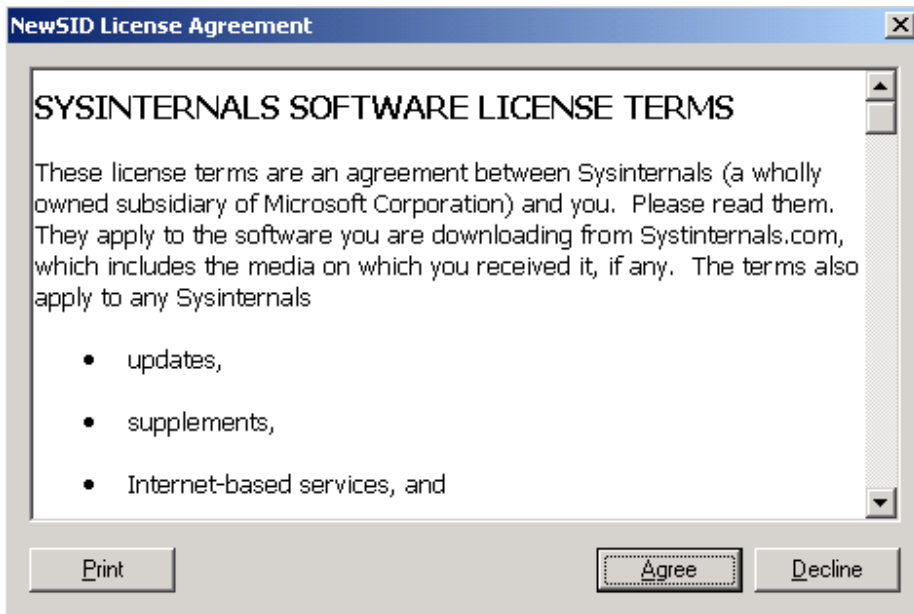 NewSID License Agreement
SYSINTERNALS SOFTWARE LICENSE TERMS
These license terms are an agreement between Sysinternals (a wholly
owned subsidiary of Microsoft Corporation) and you.  Please read them.
They apply to the software you are downloading from Systinternals.com,
which includes the media on which you received it, if any.  The terms also
apply to any Sysinternals
• updates,
• supplements,
• Internet-based services, and
Print Agree Decline